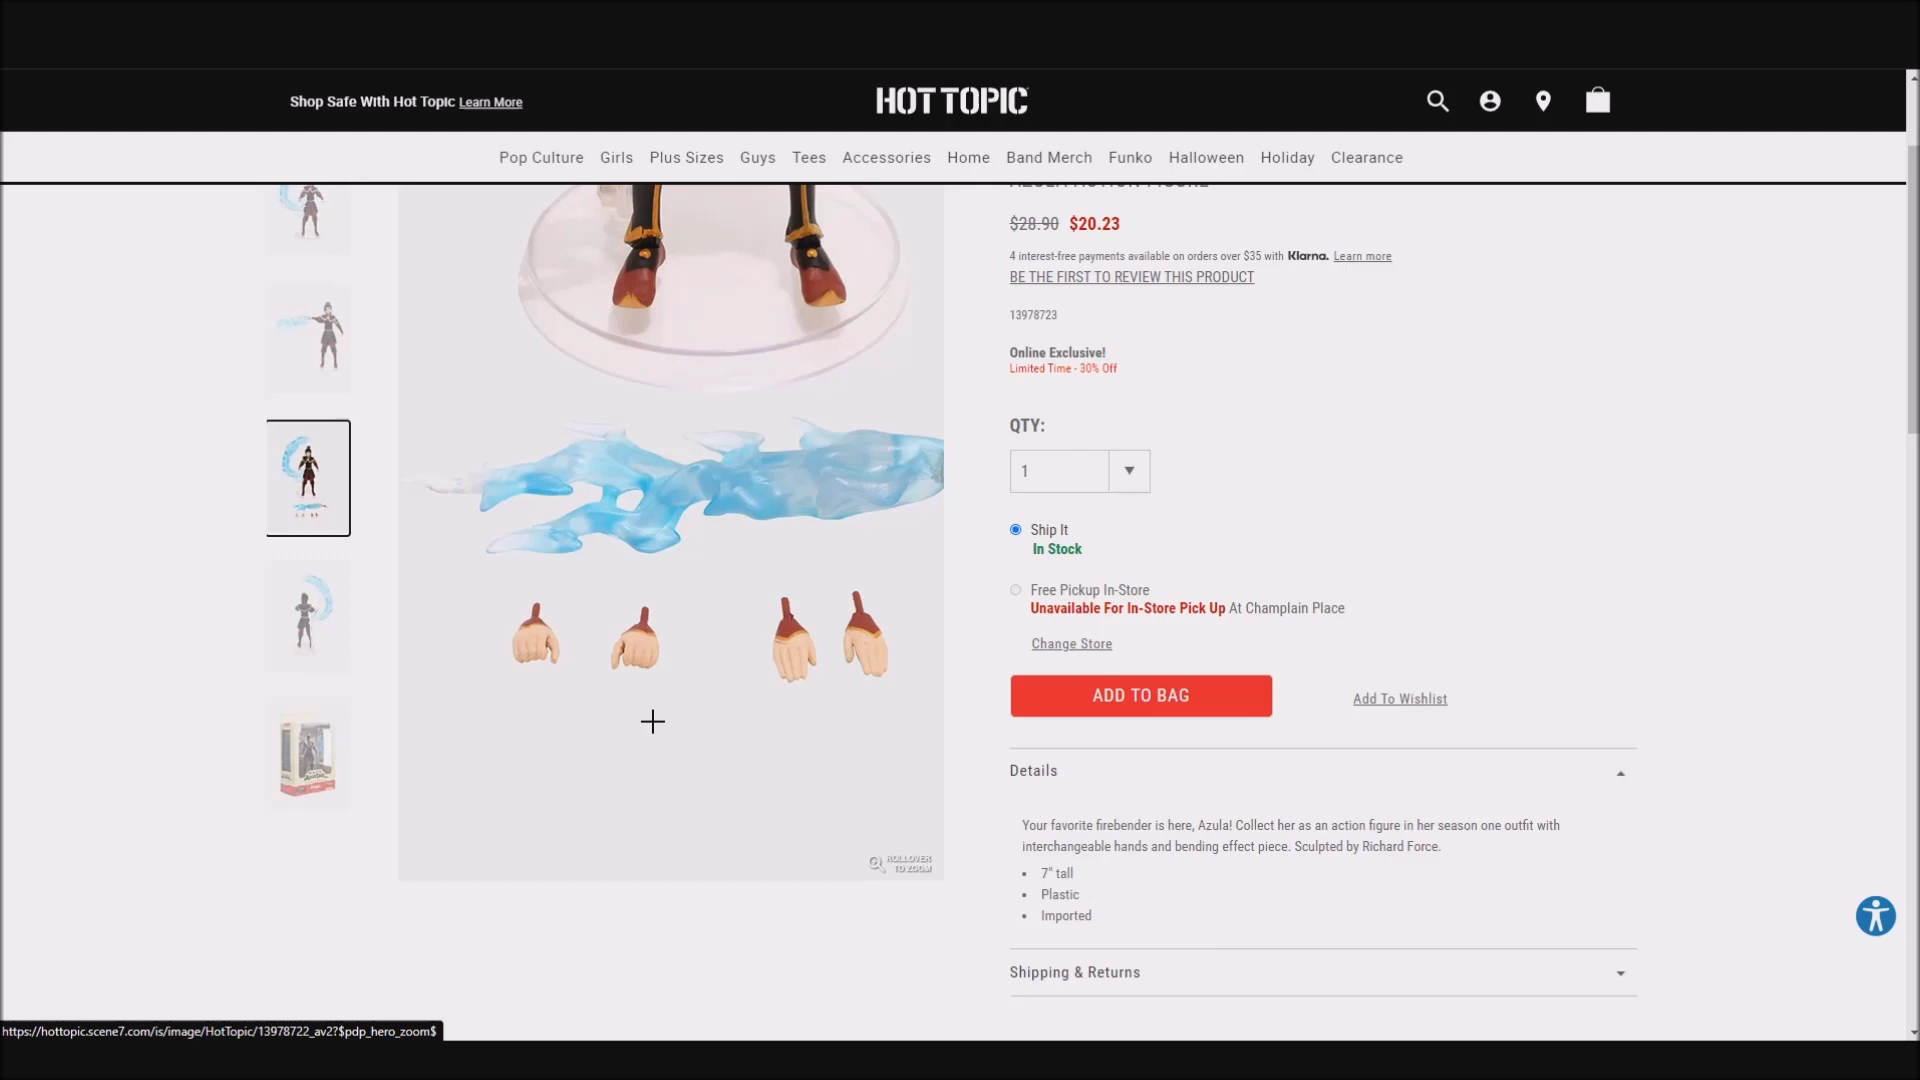 Shop Safe With Hot Topic Learn More
HOT TOPIC
Pop Culture Girls Plus Sizes Guys Tees Accessories Home Band Merch Funko Halloween Holiday Clearance
AZULA ACTION FIGURE
$28.90 $20.23
4 interest-free payments available on orders over $35 with Klarna. Learn more
BE THE FIRST TO REVIEW THIS PRODUCT
13978723
Online Exclusive!
Limited Time - 30% Off
QTY:
1
Ship It
In Stock
Free Pickup In-Store
Unavailable For In-Store Pick Up At Champlain Place
Change Store
ADD TO BAG
Add To Wishlist
Details
Your favorite firebender is here, Azula! Collect her as an action figure in her season one outfit with
interchangeable hands and bending effect piece. Sculpted by Richard Force.
7" tall
Plastic
Imported
Shipping & Returns
ROLLOVER
TO ZOOM
https://hottopic.scene7.com/is/image/HotTopic/13978722_av2?$pdp_hero_zoom$